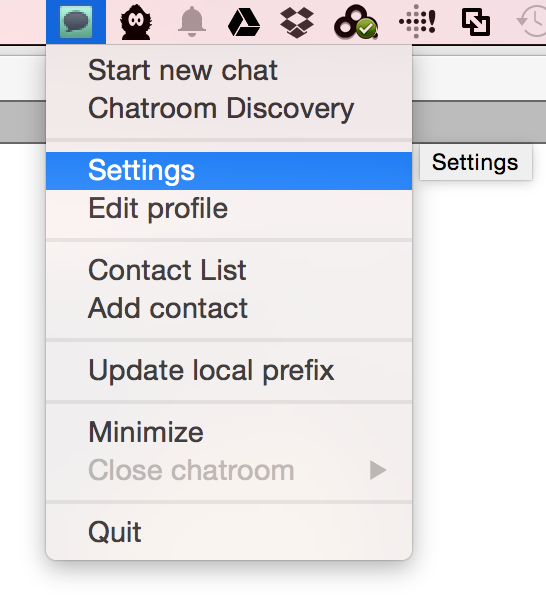 Start new chat
Chatroom Discovery
Settings
Settings
Edit profile
Contact List
Add contact
Update local prefix
Minimize
Close chatroom
Quit